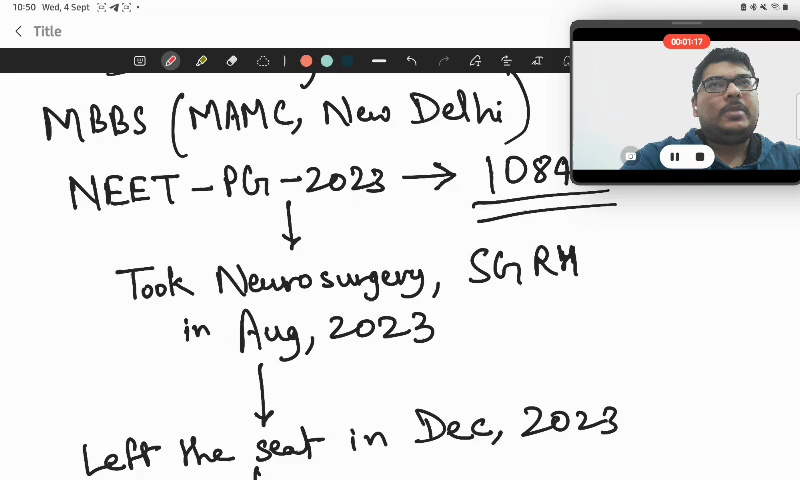 10:50 Wed, 4 Sept
Title
00:01:17
MBBS (MAMC, New Delhi)
NEET-PG-2023 → 1084
Took Neurosurgery, SGRH
in Aug, 2023
Left the seat in Dec, 2023